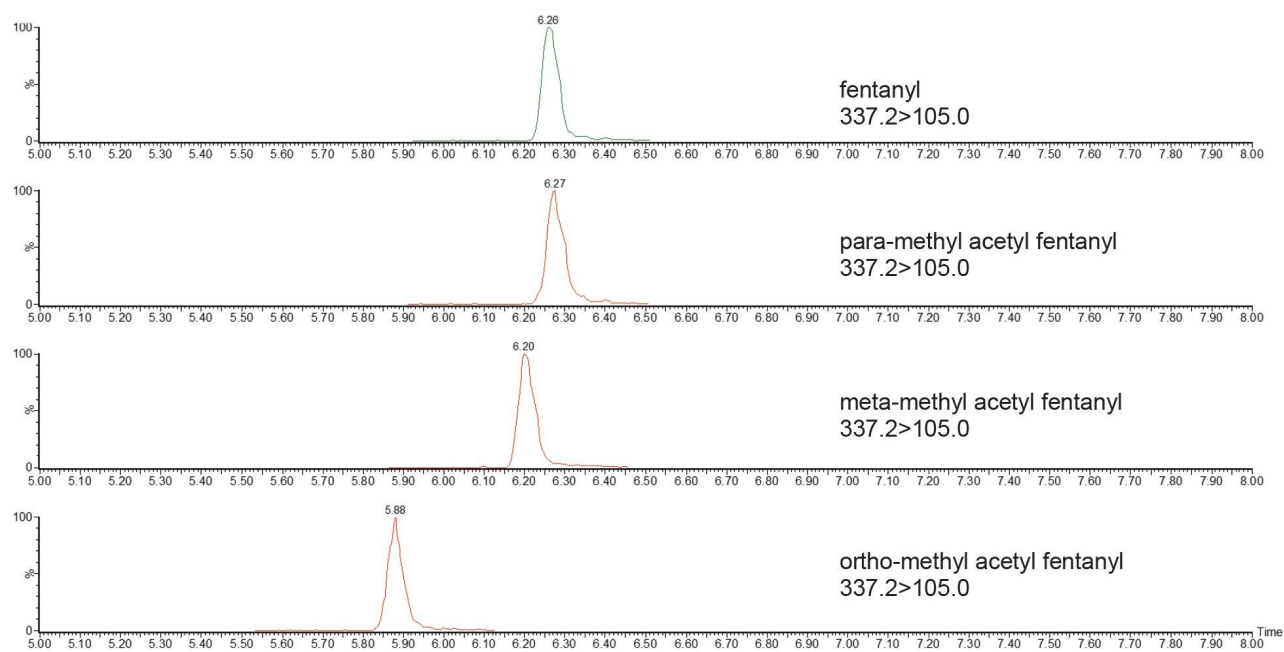 6.26
100
%
0
fentanyl
337.2>105.0
5.00 5.10 5.20 5.30 5.40 5.50 5.60 5.70 5.80 5.90 6.00 6.10 6.20 6.30 6.40 6.50 6.60 6.70 6.80 6.90 7.00 7.10 7.20 7.30 7.40 7.50 7.60 7.70 7.80 7.90 8.00
6.27
100
%
0
para-methyl acetyl fentanyl
337.2>105.0
5.00 5.10 5.20 5.30 5.40 5.50 5.60 5.70 5.80 5.90 6.00 6.10 6.20 6.30 6.40 6.50 6.60 6.70 6.80 6.90 7.00 7.10 7.20 7.30 7.40 7.50 7.60 7.70 7.80 7.90 8.00
6.20
100
%
0
meta-methyl acetyl fentanyl
337.2>105.0
5.00 5.10 5.20 5.30 5.40 5.50 5.60 5.70 5.80 5.90 6.00 6.10 6.20 6.30 6.40 6.50 6.60 6.70 6.80 6.90 7.00 7.10 7.20 7.30 7.40 7.50 7.60 7.70 7.80 7.90 8.00
5.88
100
%
0
ortho-methyl acetyl fentanyl
337.2>105.0
Time
5.00 5.10 5.20 5.30 5.40 5.50 5.60 5.70 5.80 5.90 6.00 6.10 6.20 6.30 6.40 6.50 6.60 6.70 6.80 6.90 7.00 7.10 7.20 7.30 7.40 7.50 7.60 7.70 7.80 7.90 8.00